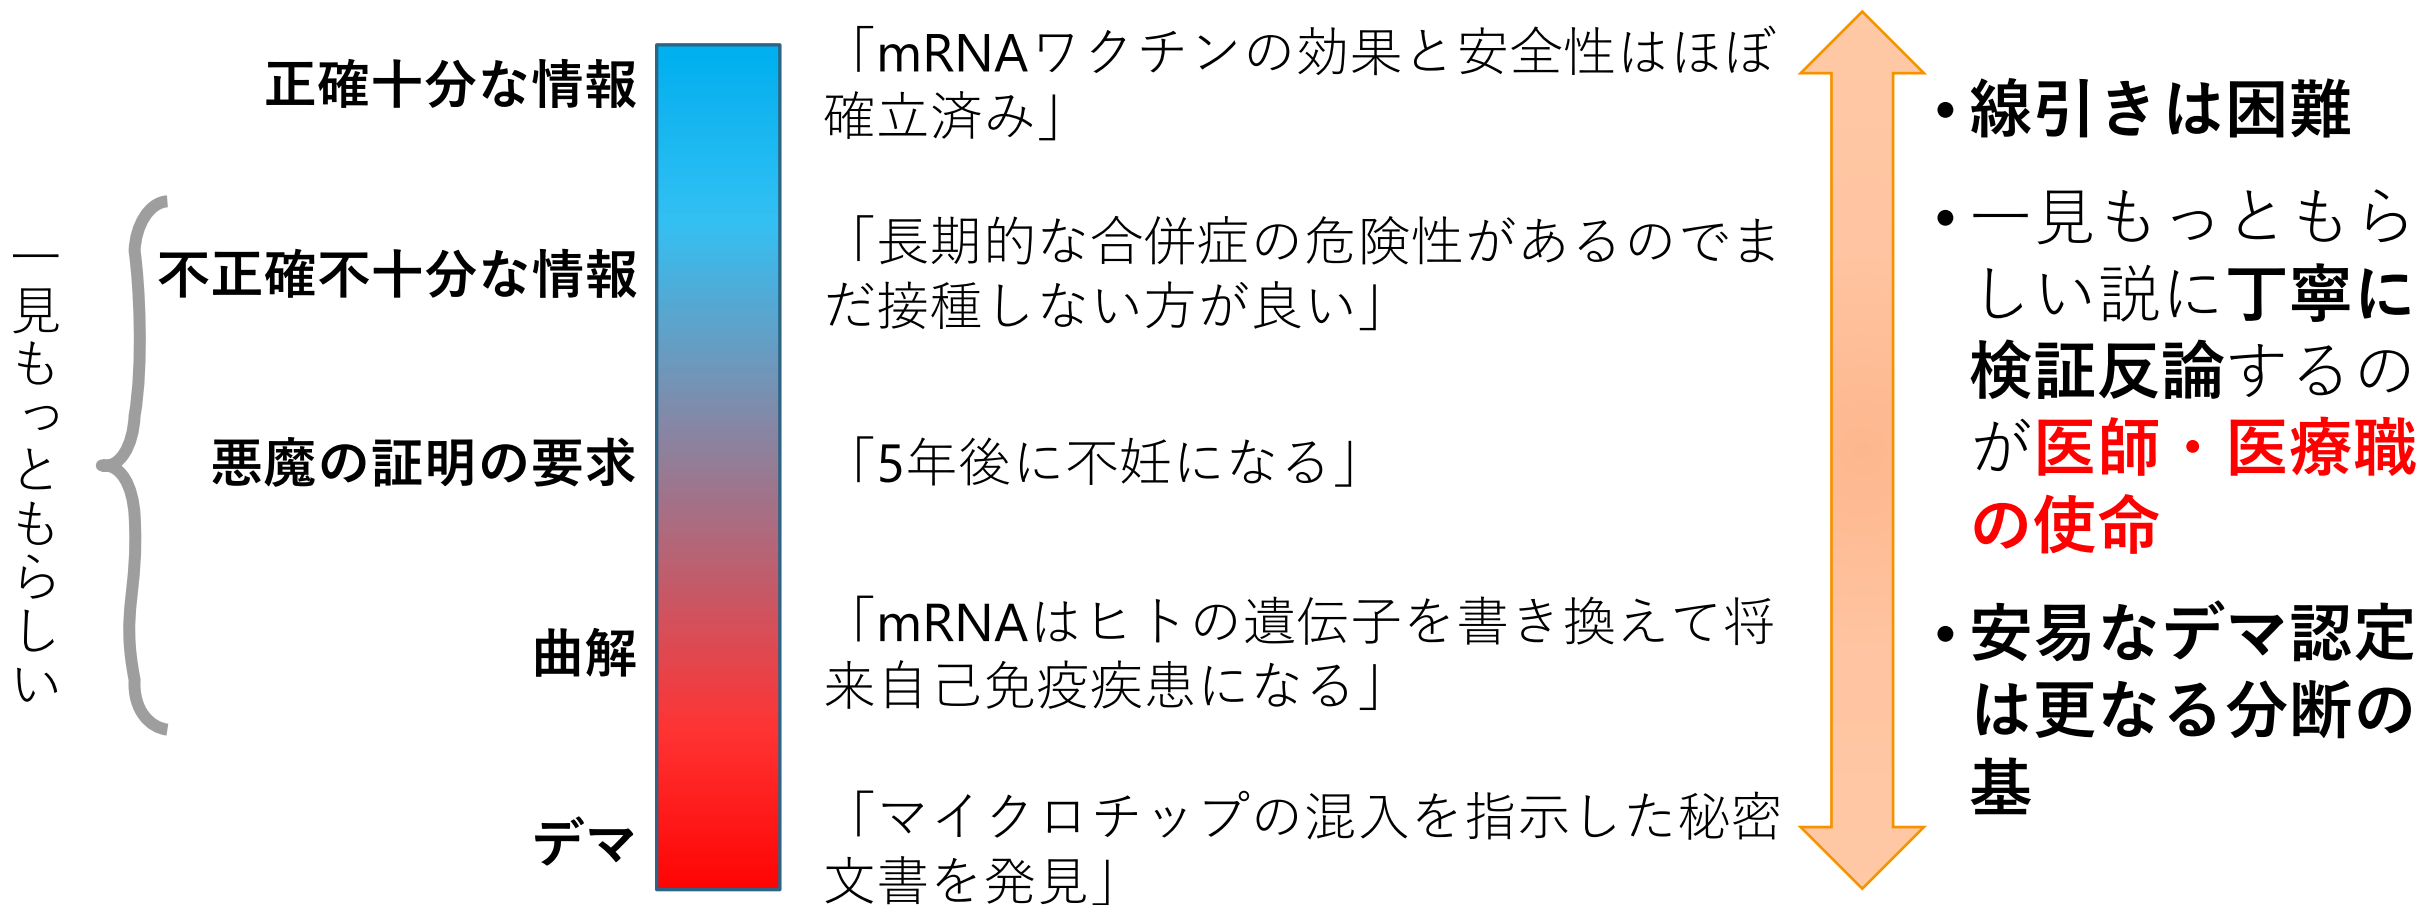 一見もっともらしい
正確十分な情報
「mRNAワクチンの効果と安全性はほぼ
確立済み」
不正確不十分な情報
「長期的な合併症の危険性があるのでま
だ接種しない方が良い」
悪魔の証明の要求
「5年後に不妊になる」
曲解
「mRNAはヒトの遺伝子を書き換えて将
来自己免疫疾患になる」
デマ
「マイクロチップの混入を指示した秘密
文書を発見」
• 線引きは困難
• 一見もっともら
しい説に丁寧に
検証反論するの
が医師・医療職
の使命
• 安易なデマ認定
は更なる分断の
基